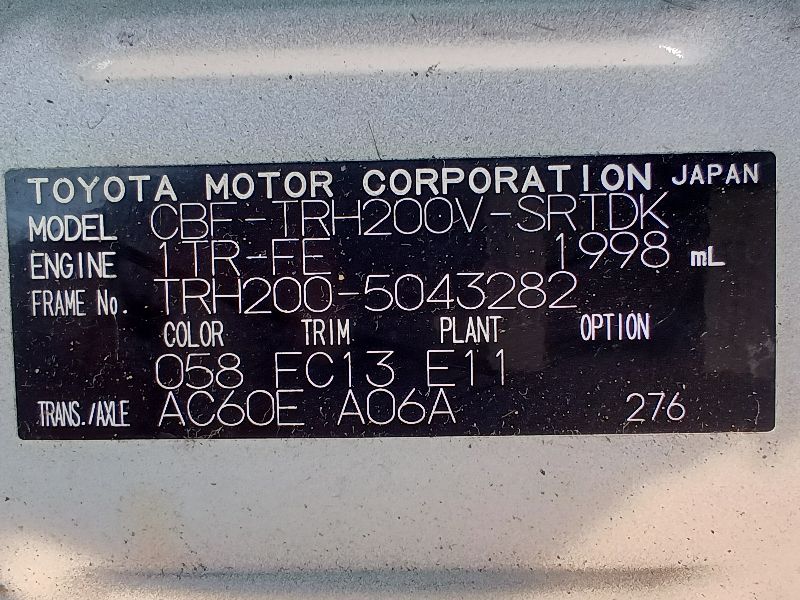 TOYOTA MOTOR CORPORATION JAPAN
MODEL CBF-TRH200V-SRTDK
ENGINE 1TR-FE 1998 mL
FRAME No. TRH200-5043282
COLOR TRIM PLANT OPTION
058 FC13 E11
TRANS./AXLE AC60E A06A 276